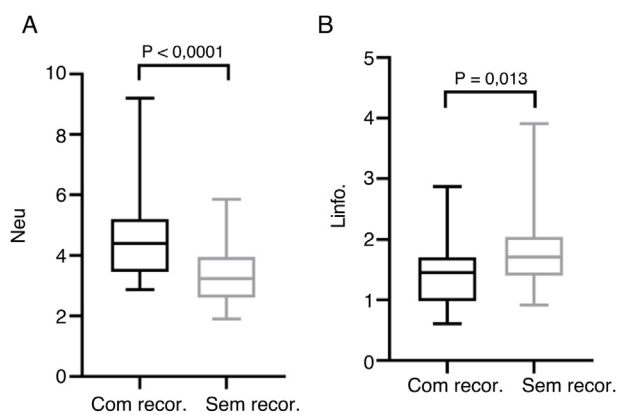 A
P < 0,0001
10
8
6
4
2
0
Neu
Com recor.
Sem recor.
B
P = 0,013
5
4
3
2
1
0
Linfo.
Com recor.
Sem recor.